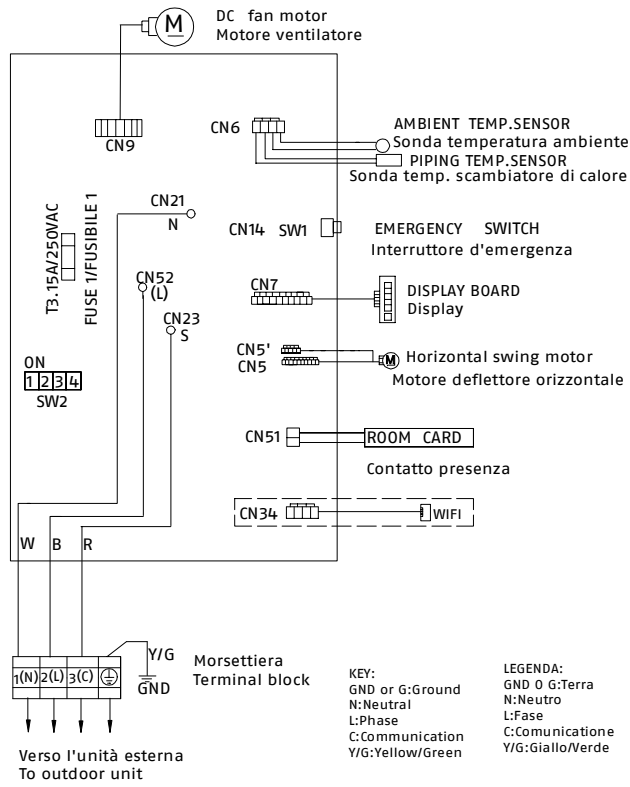 DC fan motor
Motore ventilatore
M
CN9
CN6
AMBIENT TEMP.SENSOR
Sonda temperatura ambiente
PIPING TEMP.SENSOR
Sonda temp. scambiatore di calore
T3.15A/250VAC
FUSE 1/FUSIBILE 1
CN21
N
CN14 SW1
EMERGENCY SWITCH
Interruttore d'emergenza
CN52
(L)
CN7
DISPLAY BOARD
Display
CN23
S
CN5'
CN5
M
Horizontal swing motor
Motore deflettore orizzontale
ON
1 2 3 4
SW2
CN51
ROOM CARD
Contatto presenza
CN34
WIFI
W B R
Y/G
1(N) 2(L) 3(C)
GND
Morsettiera
Terminal block
Verso l'unità esterna
To outdoor unit
KEY:
GND or G:Ground
N:Neutral
L:Phase
C:Communication
Y/G:Yellow/Green
LEGENDA:
GND O G:Terra
N:Neutro
L:Fase
C:Comunicatione
Y/G:Giallo/Verde